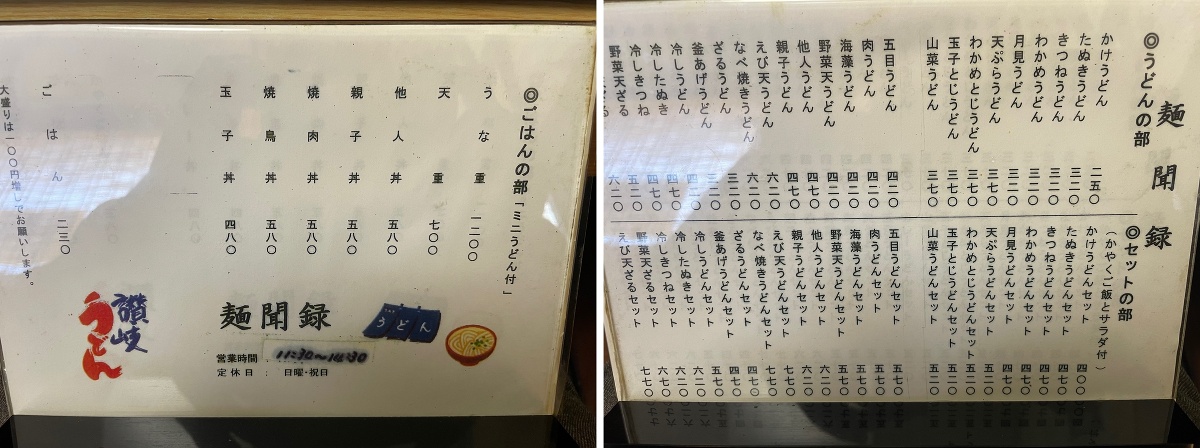 ◎ごはんの部「ミニうどん付」
うな重 一二〇〇
天重 七〇〇
他人丼 五八〇
親子丼 五八〇
焼肉丼 五八〇
焼鳥丼 五八〇
玉子丼 四八〇
ごはん 二三〇
大盛りは一〇〇円増しでお願いします。
讃岐
うどん
麺聞録
うどん
営業時間：11:30～14:30
定休日：日曜・祝日
麺聞録
◎うどんの部
かけうどん 二五〇
たぬきうどん 三二〇
きつねうどん 三二〇
わかめうどん 三二〇
月見うどん 三二〇
天ぷらうどん 三七〇
わかめとじうどん 三七〇
玉子とじうどん 三七〇
山菜うどん 三七〇
五目うどん 四二〇
肉うどん 四二〇
海藻うどん 四二〇
野菜天うどん 四二〇
他人うどん 四七〇
親子うどん 四七〇
えび天うどん 六二〇
なべ焼きうどん 六二〇
ざるうどん 三二〇
釜あげうどん 三二〇
冷しうどん 四七〇
冷したぬき 四七〇
冷しきつね 四七〇
野菜天ざる 五二〇
六二〇
◎セットの部
（かやくご飯とサラダ付）
かけうどんセット 四〇〇
たぬきうどんセット 四七〇
きつねうどんセット 四七〇
わかめうどんセット 四七〇
月見うどんセット 四七〇
天ぷらうどんセット 五二〇
わかめとじうどんセット 五二〇
玉子とじうどんセット 五二〇
山菜うどんセット 五二〇
五目うどんセット 五七〇
肉うどんセット 五七〇
海藻うどんセット 五七〇
野菜天うどんセット 五七〇
他人うどんセット 六二〇
親子うどんセット 六二〇
えび天うどんセット 七七〇
なべ焼きうどんセット 七七〇
ざるうどんセット 四七〇
釜あげうどんセット 四七〇
冷しうどんセット 五七〇
冷したぬきセット 六二〇
冷しきつねセット 六二〇
野菜天ざるセット 七七〇
えび天ざるセット 七七〇